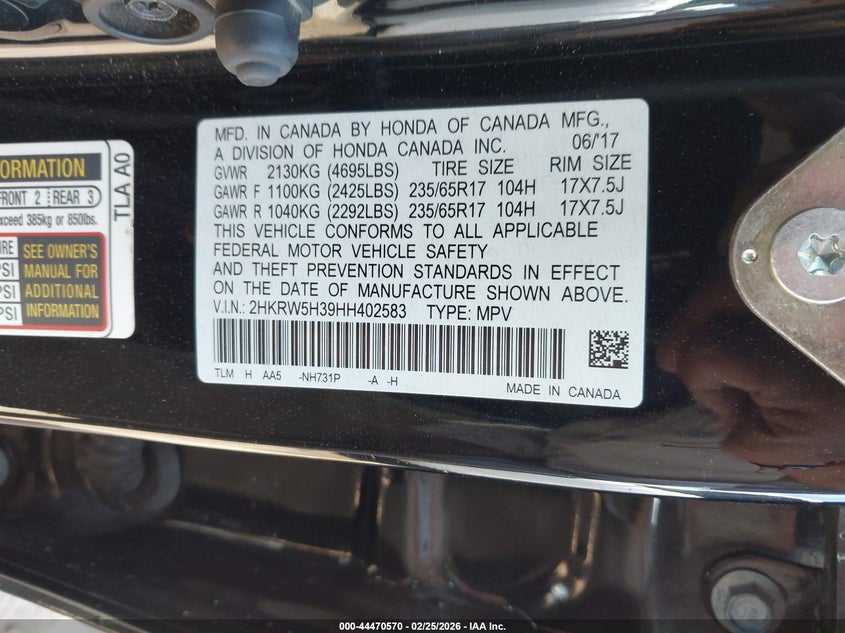 ORMATION
FRONT 2 REAR 3
exceed 385kg or 850lbs.
SEE OWNER'S
PSI MANUAL FOR
PSI ADDITIONAL
PSI INFORMATION
TLA A0
MFD. IN CANADA BY HONDA OF CANADA MFG.,
A DIVISION OF HONDA CANADA INC. 06/'17
GVWR 2130KG (4695LBS) TIRE SIZE RIM SIZE
GAWR F 1100KG (2425LBS) 235/65R17 104H 17X7.5J
GAWR R 1040KG (2292LBS) 235/65R17 104H 17X7.5J
THIS VEHICLE CONFORMS TO ALL APPLICABLE
FEDERAL MOTOR VEHICLE SAFETY
AND THEFT PREVENTION STANDARDS IN EFFECT
ON THE DATE OF MANUFACTURE SHOWN ABOVE.
V.I.N.: 2HKRW5H39HH402583 TYPE: MPV
TLM H AA5 -NH731P -A -H
MADE IN CANADA
000-44470570 - 02/25/2026 - IAA Inc.